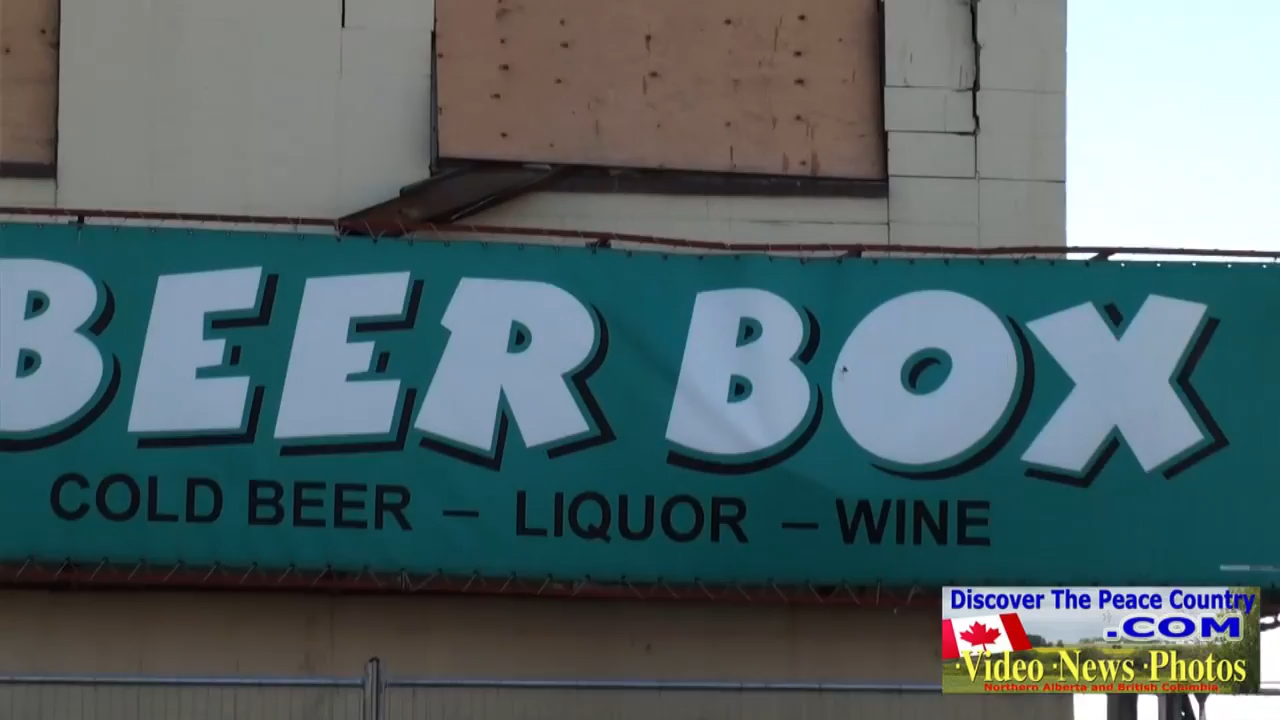 BEER BOX
COLD BEER – LIQUOR – WINE
Discover The Peace Country
.COM
·Video ·News ·Photos
Northern Alberta and British Columbia